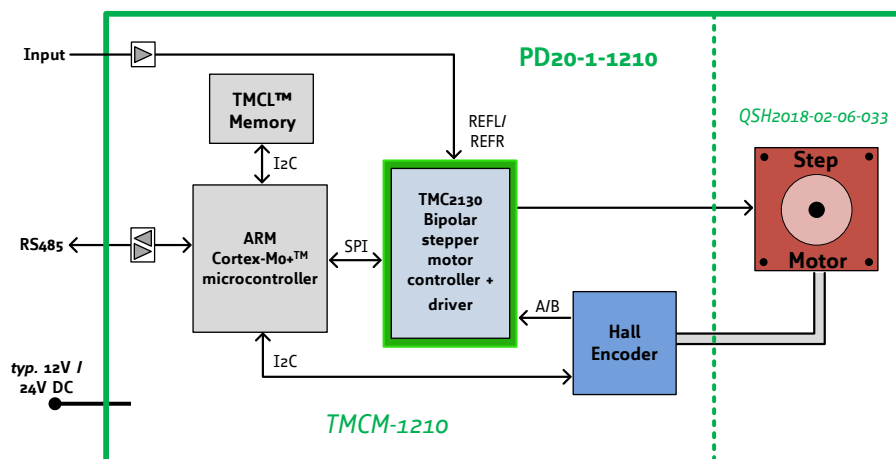 Input
PD20-1-1210
TMCL™
Memory
REFL/
REFR
QSH2018-02-06-033
I2C
Step
Motor
TMC2130
Bipolar
stepper
motor
controller +
driver
RS485
ARM
Cortex-M0+™
microcontroller
SPI
A/B
Hall
Encoder
I2C
typ. 12V /
24V DC
TMCM-1210